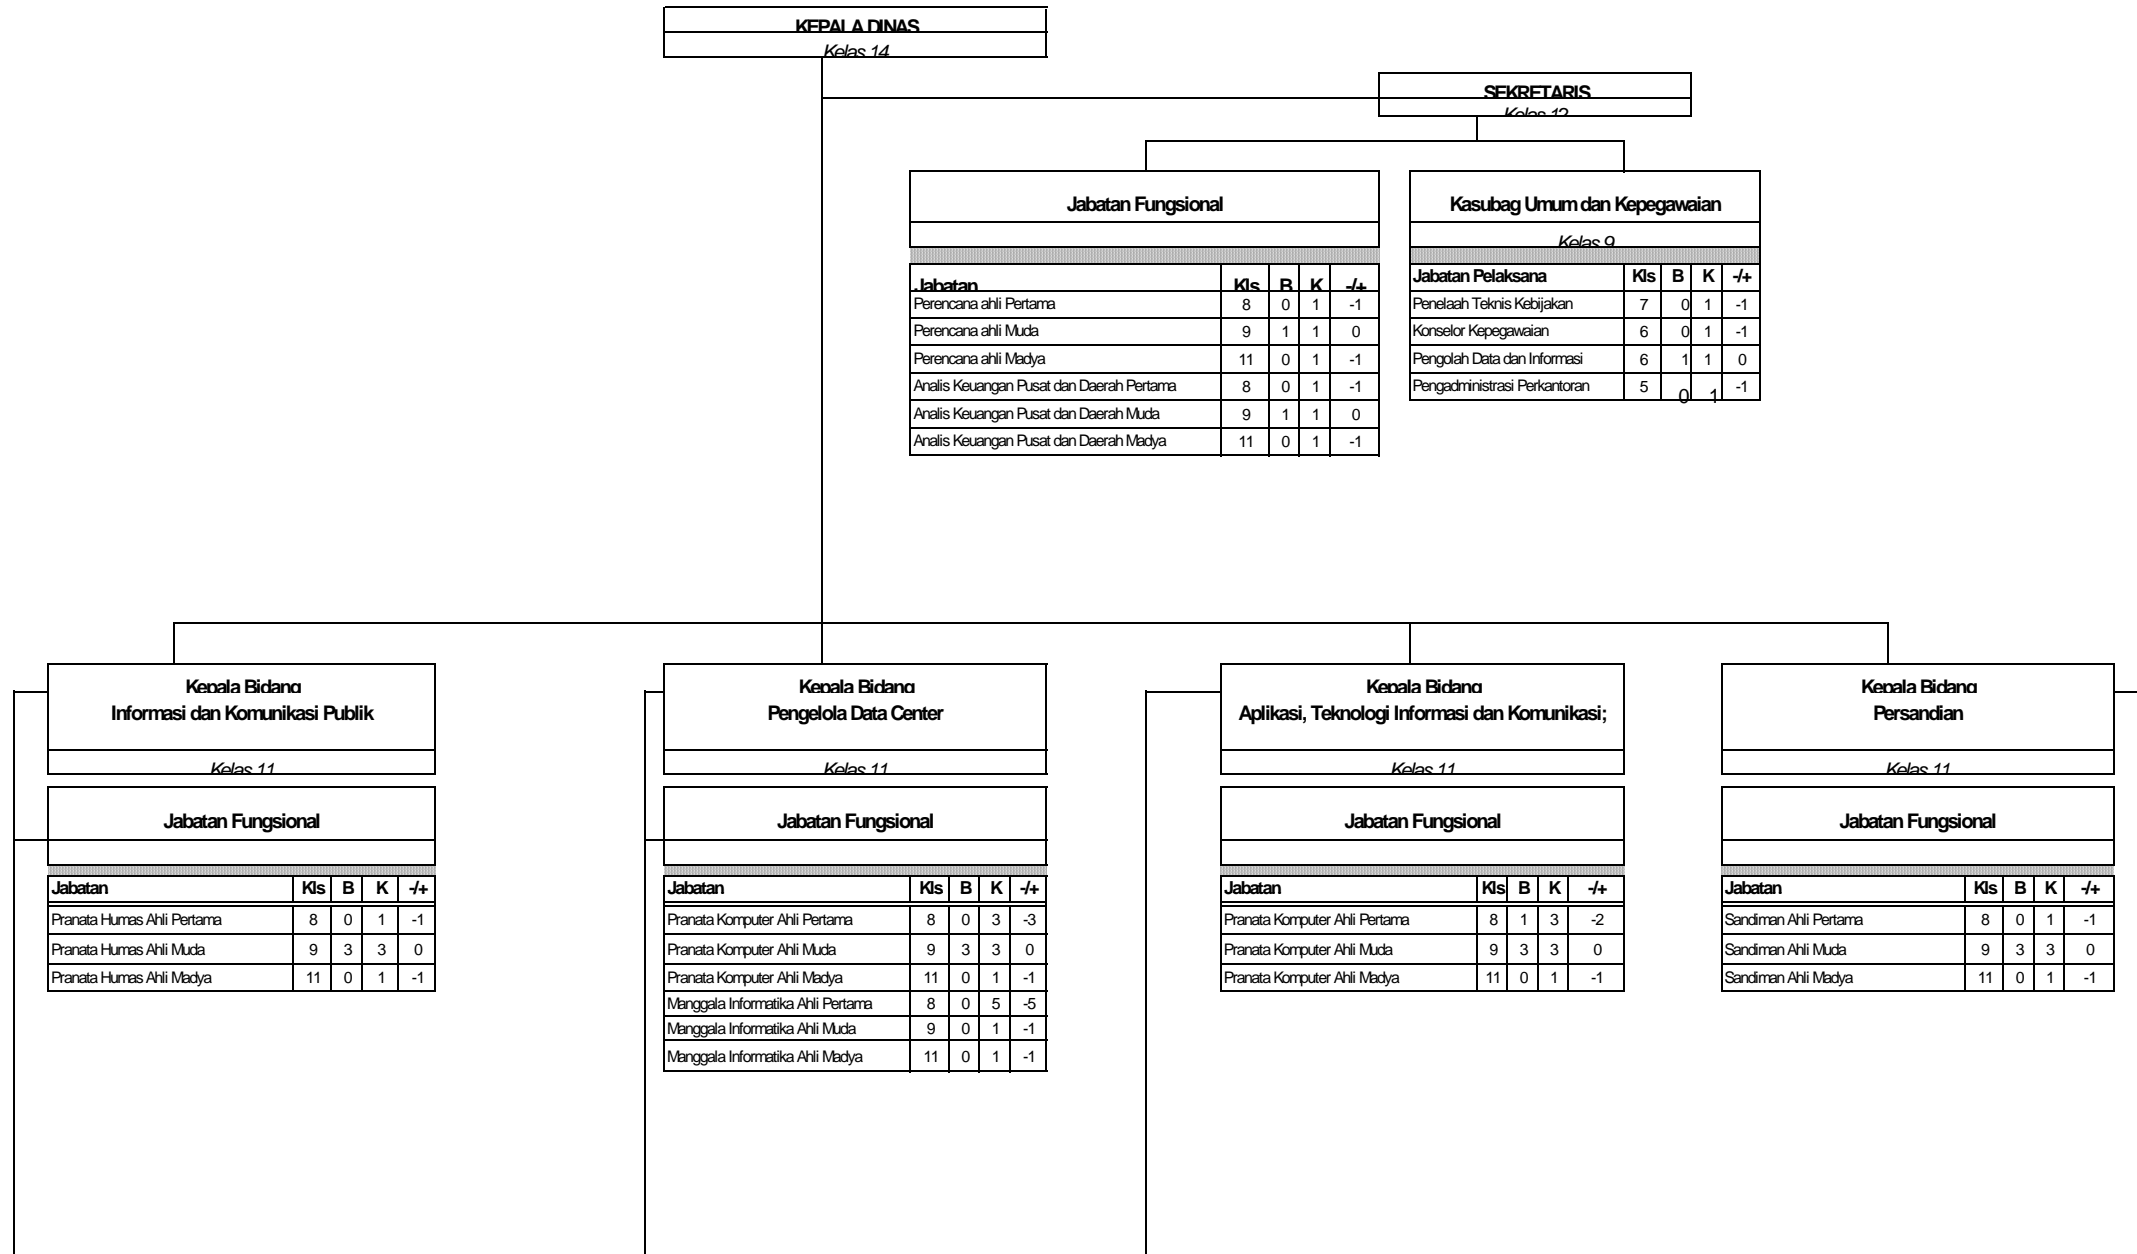 KEPALA DINAS
Kelas 14
SEKRETARIS
Kelas 12
Jabatan Fungsional
Jabatan Kls B K -/+
Perencana ahli Pertama 8 0 1 -1
Perencana ahli Muda 9 1 1 0
Perencana ahli Madya 11 0 1 -1
Analis Keuangan Pusat dan Daerah Pertama 8 0 1 -1
Analis Keuangan Pusat dan Daerah Muda 9 1 1 0
Analis Keuangan Pusat dan Daerah Madya 11 0 1 -1
Kasubag Umum dan Kepegawaian
Kelas 9
Jabatan Pelaksana Kls B K -/+
Penelaah Teknis Kebijakan 7 0 1 -1
Konselor Kepegawaian 6 0 1 -1
Pengolah Data dan Informasi 6 1 1 0
Pengadministrasi Perkantoran 5 0 1 -1
Kepala Bidang
Informasi dan Komunikasi Publik
Kelas 11
Jabatan Fungsional
Jabatan Kls B K -/+
Pranata Humas Ahli Pertama 8 0 1 -1
Pranata Humas Ahli Muda 9 3 3 0
Pranata Humas Ahli Madya 11 0 1 -1
Kepala Bidang
Pengelola Data Center
Kelas 11
Jabatan Fungsional
Jabatan Kls B K -/+
Pranata Komputer Ahli Pertama 8 0 3 -3
Pranata Komputer Ahli Muda 9 3 3 0
Pranata Komputer Ahli Madya 11 0 1 -1
Manggala Informatika Ahli Pertama 8 0 5 -5
Manggala Informatika Ahli Muda 9 0 1 -1
Manggala Informatika Ahli Madya 11 0 1 -1
Kepala Bidang
Aplikasi, Teknologi Informasi dan Komunikasi;
Kelas 11
Jabatan Fungsional
Jabatan Kls B K -/+
Pranata Komputer Ahli Pertama 8 1 3 -2
Pranata Komputer Ahli Muda 9 3 3 0
Pranata Komputer Ahli Madya 11 0 1 -1
Kepala Bidang
Persandian
Kelas 11
Jabatan Fungsional
Jabatan Kls B K -/+
Sandiman Ahli Pertama 8 0 1 -1
Sandiman Ahli Muda 9 3 3 0
Sandiman Ahli Madya 11 0 1 -1